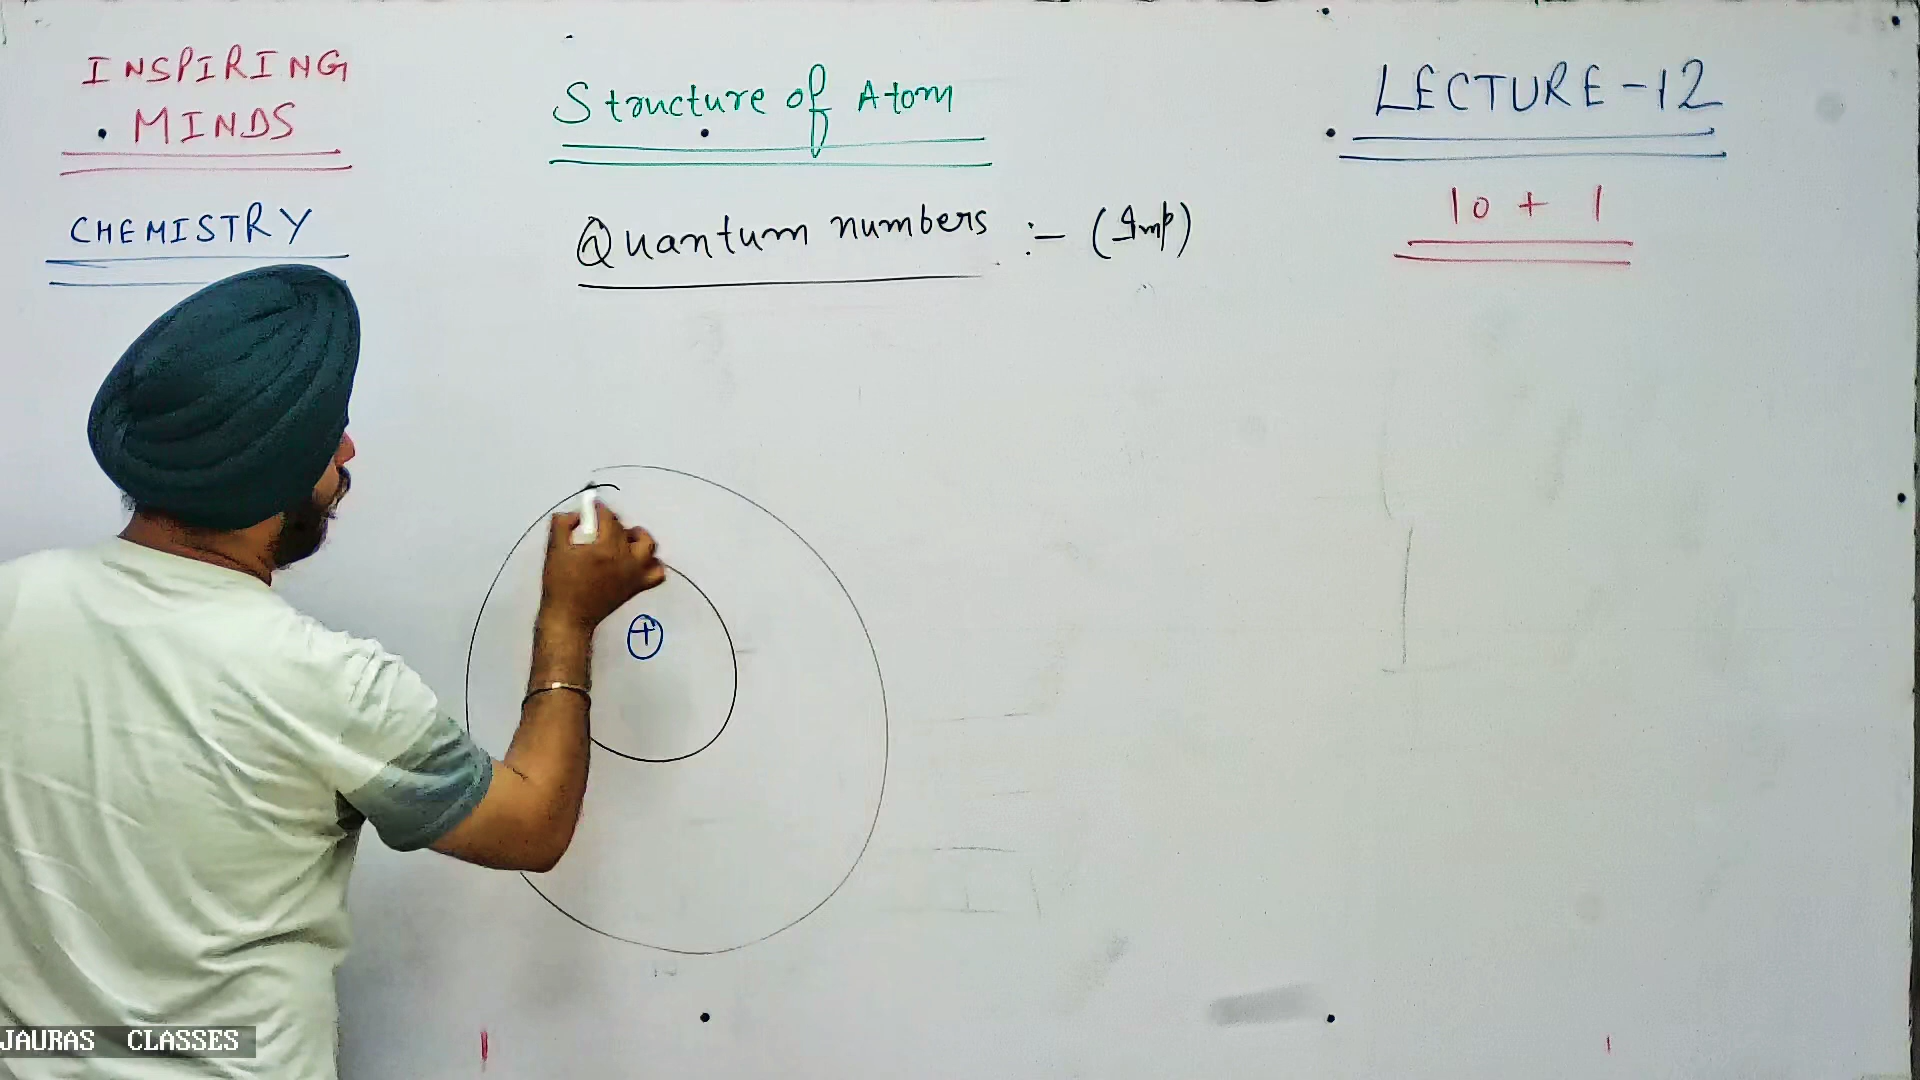 INSPIRING
MINDS
CHEMISTRY
Structure of Atom
Quantum numbers :- (Imp)
LECTURE-12
10 + 1
+
JAURAS CLASSES